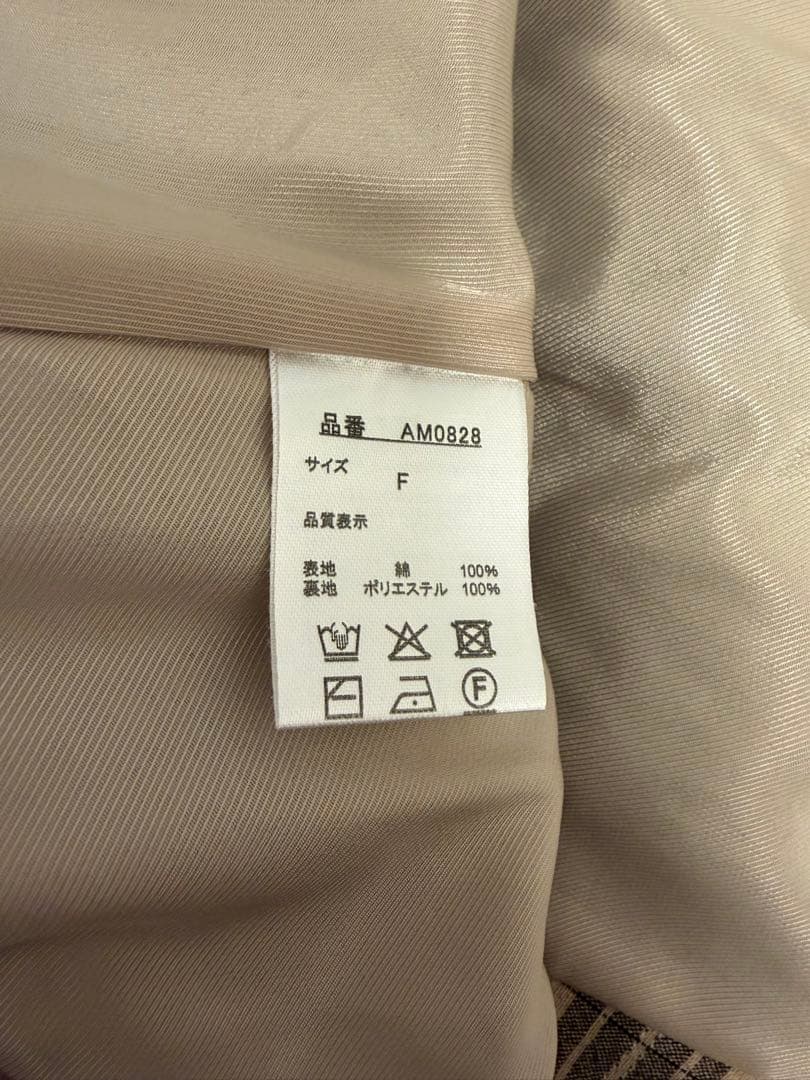 品番 AM0828
サイズ
F
品質表示
表地 綿 100%
裏地 ポリエステル 100%
F